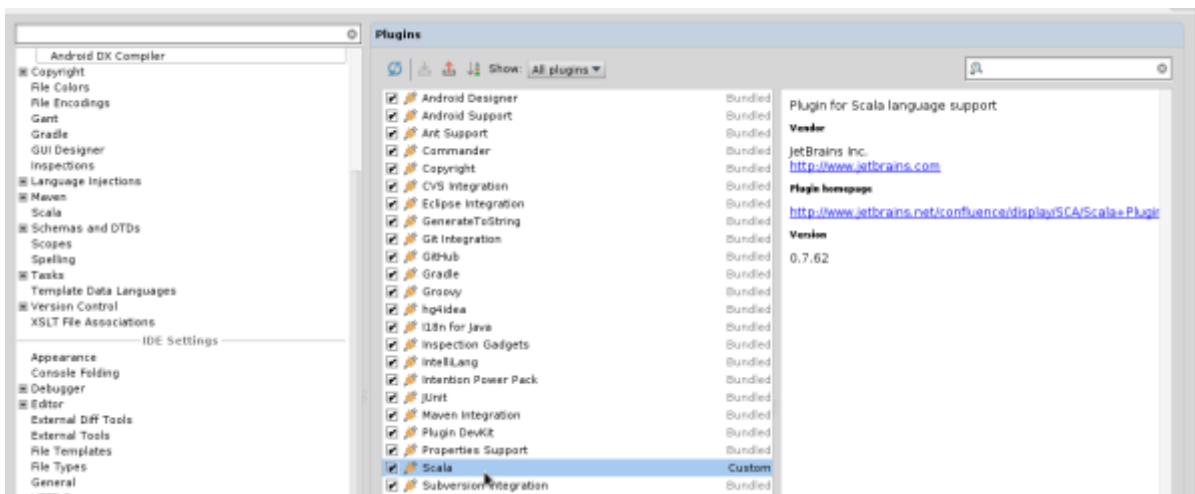 Plugins
Android DX Compiler
Copyright
File Colors
File Encodings
Gant
Gradle
GUI Designer
Inspections
Language Injections
Maven
Scala
Schemas and DTDs
Scopes
Spelling
Tasks
Template Data Languages
Version Control
XSLT File Associations
IDE Settings
Appearance
Console Folding
Debugger
Editor
External Diff Tools
External Tools
File Templates
File Types
General
Show: All plugins
Android Designer Bundled
Android Support Bundled
Ant Support Bundled
Commander Bundled
Copyright Bundled
CVS Integration Bundled
Eclipse Integration Bundled
GenerateToString Bundled
Git Integration Bundled
GitHub Bundled
Gradle Bundled
Groovy Bundled
hg4idea Bundled
I18n for Java Bundled
Inspection Gadgets Bundled
IntelliLang Bundled
Intention Power Pack Bundled
JUnit Bundled
Maven Integration Bundled
Plugin DevKit Bundled
Properties Support Bundled
Scala Custom
Subversion Integration Bundled
Plugin for Scala language support
Vendor
JetBrains Inc.
http://www.jetbrains.com
Plugin homepage
http://www.jetbrains.net/confluence/display/SCA/Scala+Plugin
Version
0.7.62